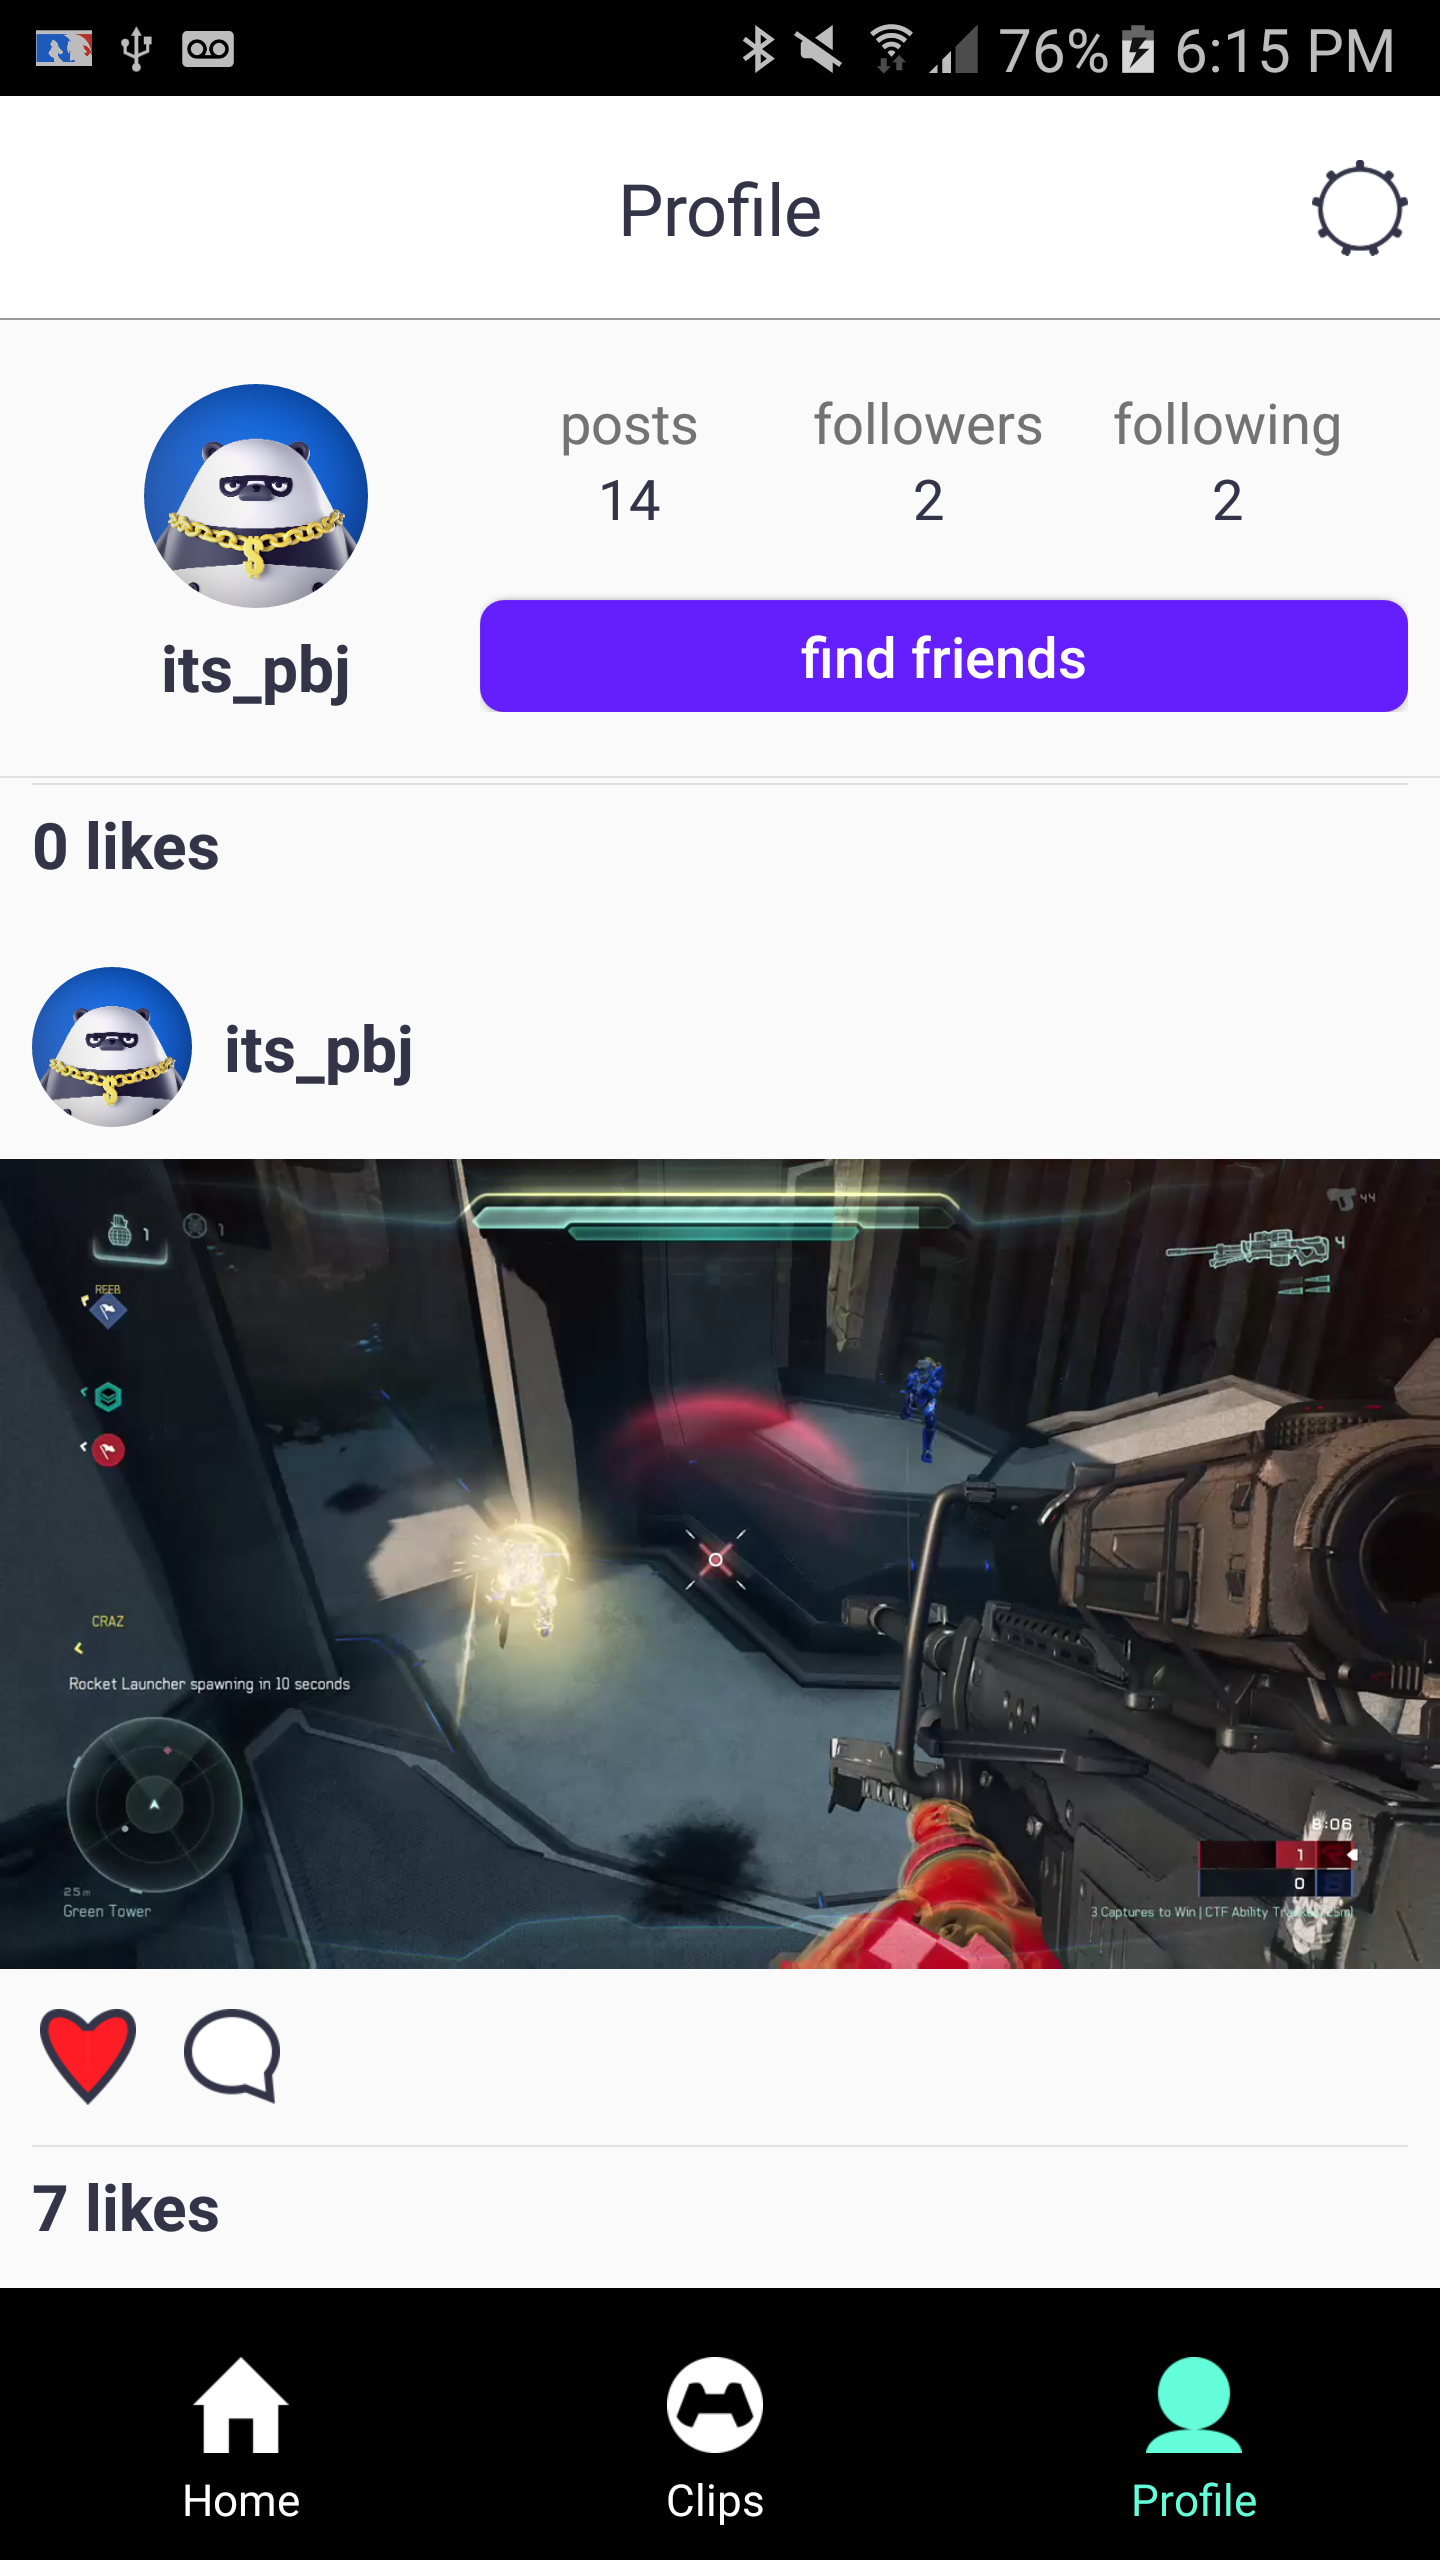 76% 6:15 PM
Profile
posts followers following
14 2 2
its_pbj
find friends
0 likes
its_pbj
1 1
44
4
REEB
CRAZ
Rocket Launcher spawning in 10 seconds
25m
Green Tower
8:06
1
0
3 Captures to Win | CTF Ability
7 likes
Home Clips Profile